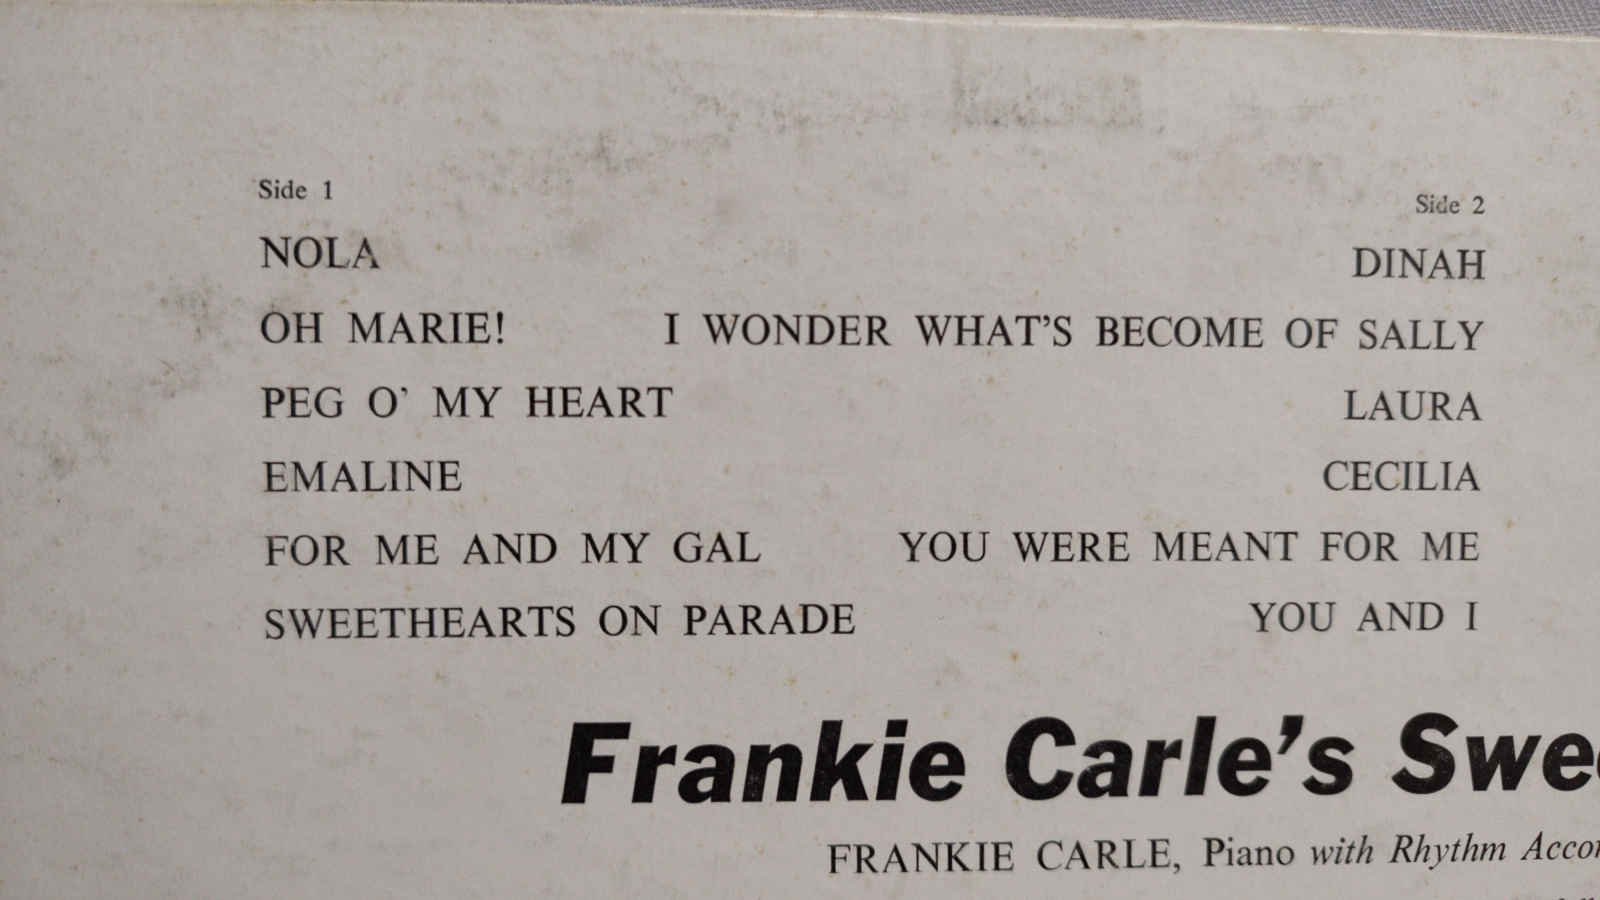 Side 1
NOLA
OH MARIE!
PEG O' MY HEART
EMALINE
FOR ME AND MY GAL
SWEETHEARTS ON PARADE
Side 2
DINAH
I WONDER WHAT'S BECOME OF SALLY
LAURA
CECILIA
YOU WERE MEANT FOR ME
YOU AND I
Frankie Carle's
FRANKIE CARLE, Piano with Rhythm